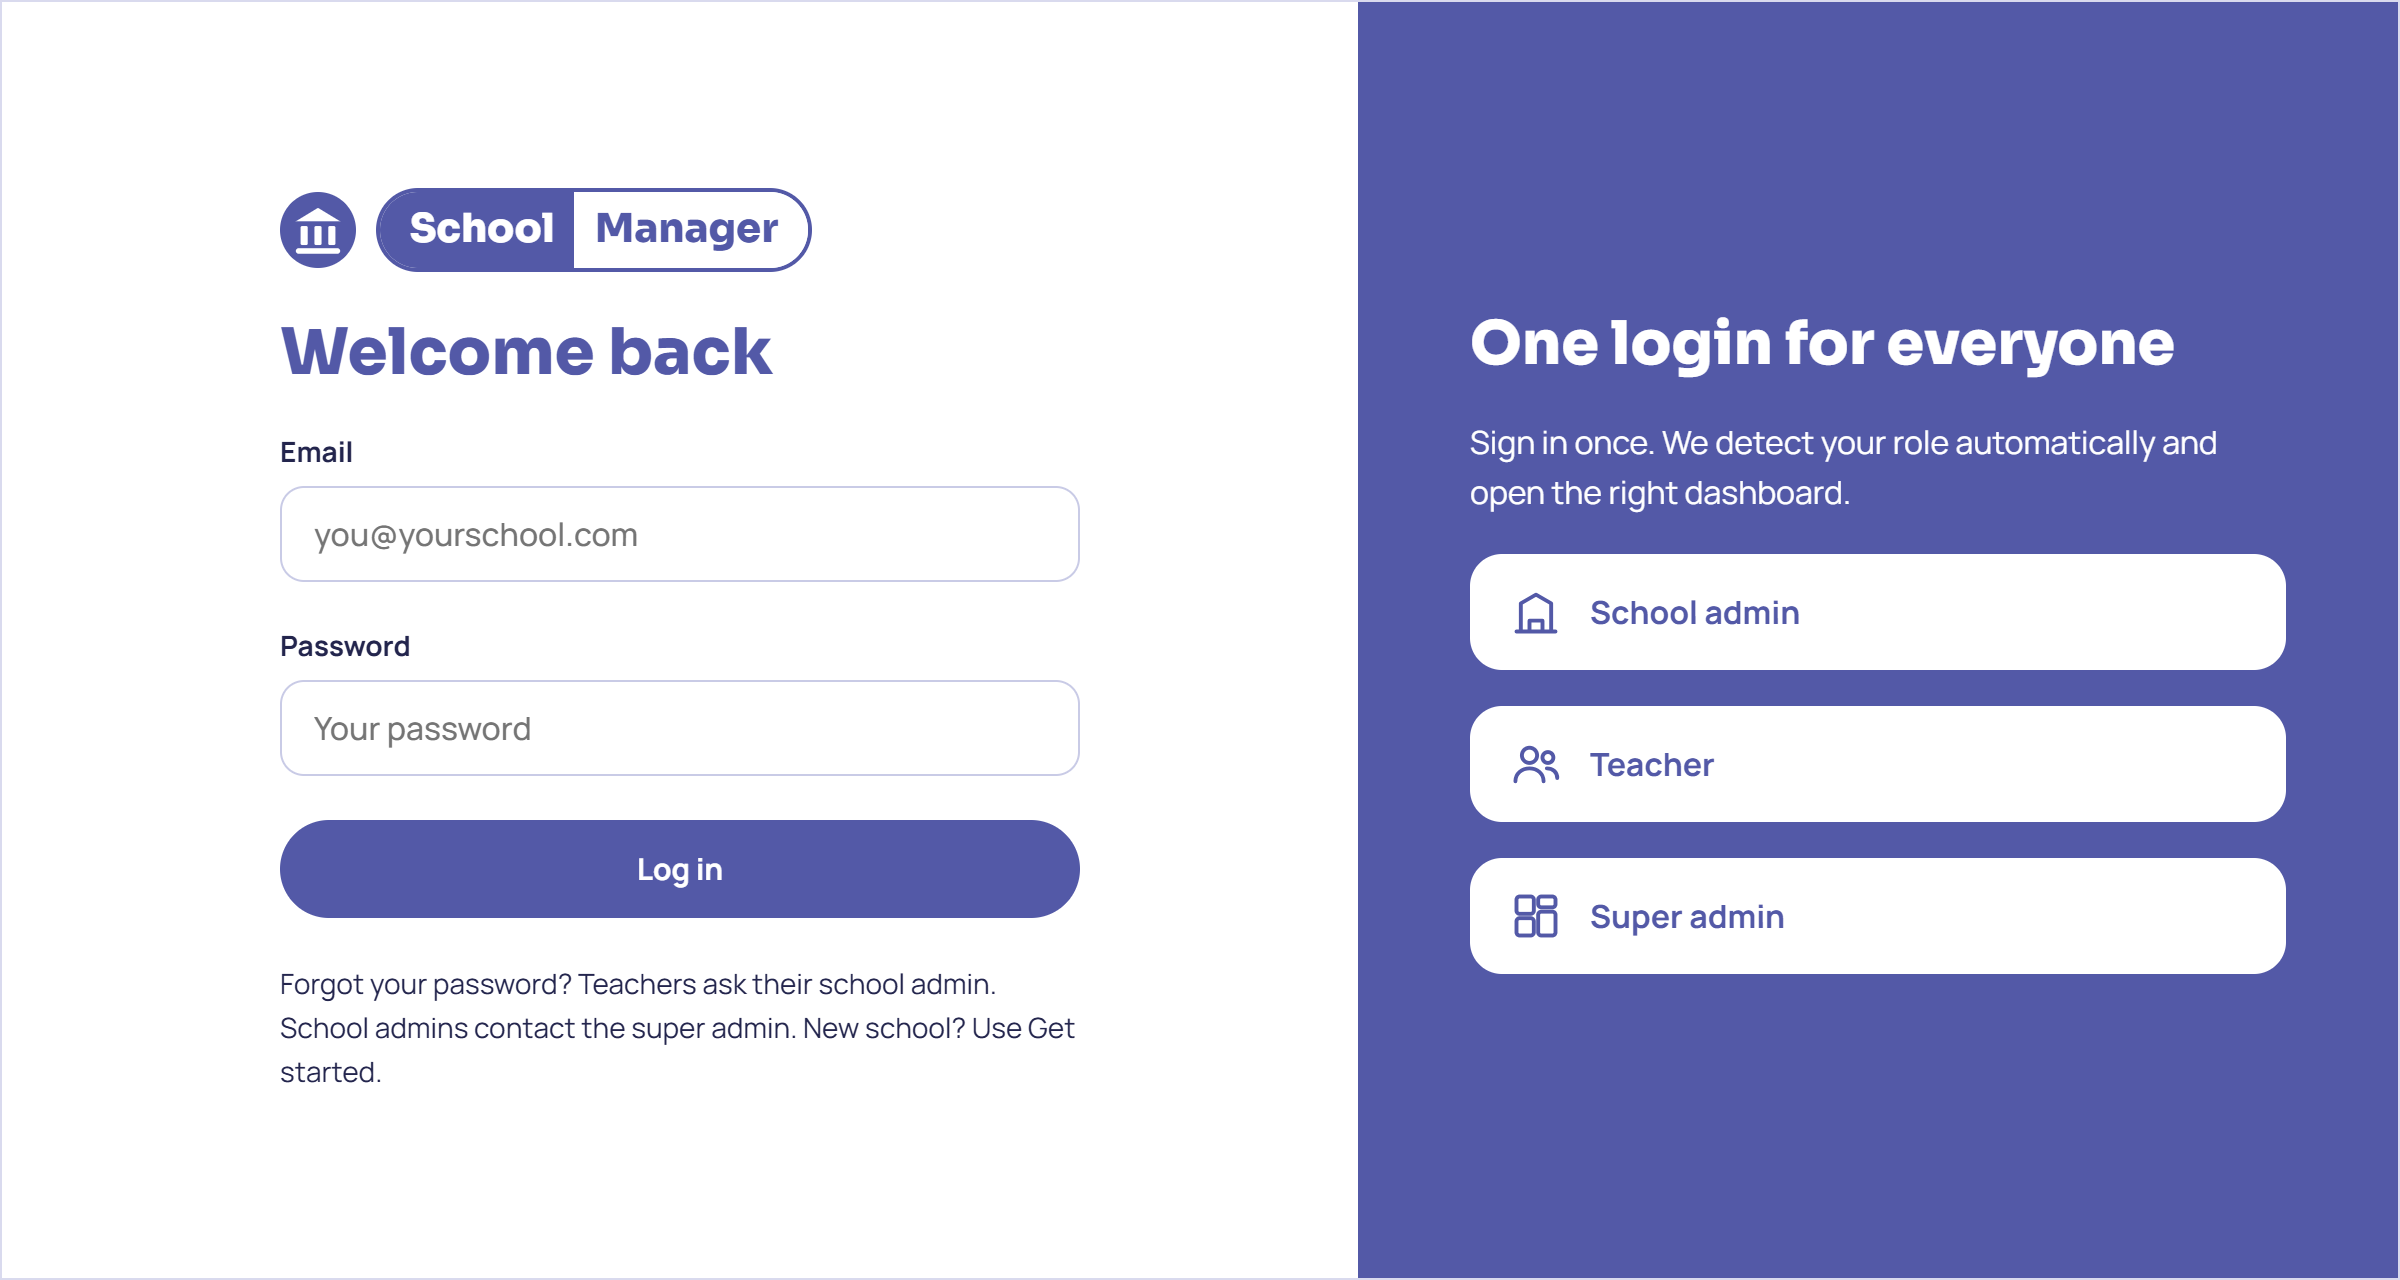 School Manager
Welcome back
Email
you@yourschool.com
Password
Your password
Log in
Forgot your password? Teachers ask their school admin.
School admins contact the super admin. New school? Use Get
started.
One login for everyone
Sign in once. We detect your role automatically and
open the right dashboard.
School admin
Teacher
Super admin